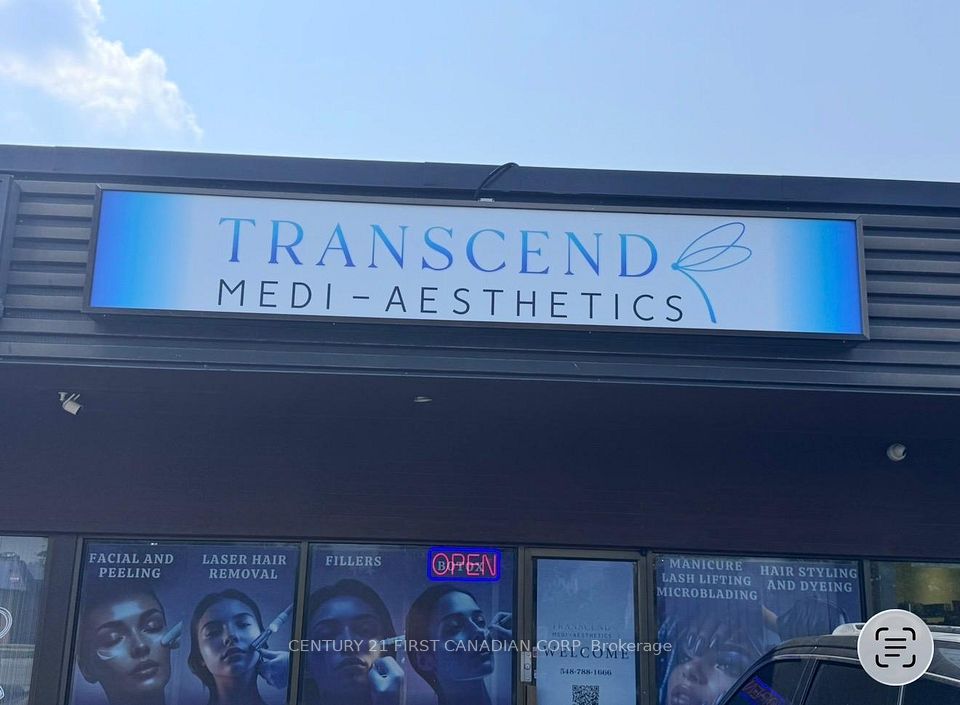 TRANSCEND
MEDI-AESTHETICS
FACIAL AND
PEELING
LASER HAIR
REMOVAL
FILLERS
BOTOX
OPEN
MANICURE
LASH LIFTING
MICROBLADING
HAIR STYLING
AND DYEING
TRANSCEND
MEDI-AESTHETICS
WELCOME
548-788-1666
CENTURY 21 FIRST CANADIAN CORP, Brokerage